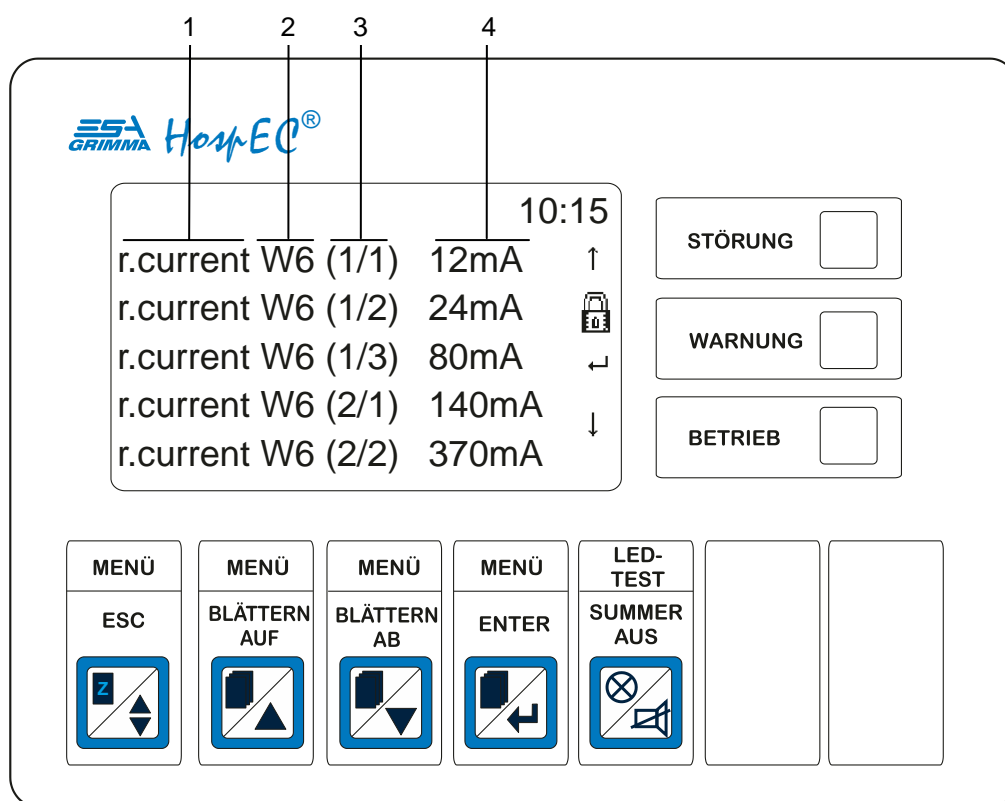 1 2 3 4
ESA
GRIMMA
HospEC®
10:15
r.current W6 (1/1) 12mA ↑
r.current W6 (1/2) 24mA
r.current W6 (1/3) 80mA ↵
r.current W6 (2/1) 140mA ↓
r.current W6 (2/2) 370mA
STÖRUNG
WARNUNG
BETRIEB
MENÜ
ESC
Z
MENÜ
BLÄTTERN
AUF
MENÜ
BLÄTTERN
AB
MENÜ
ENTER
LED-
TEST
SUMMER
AUS